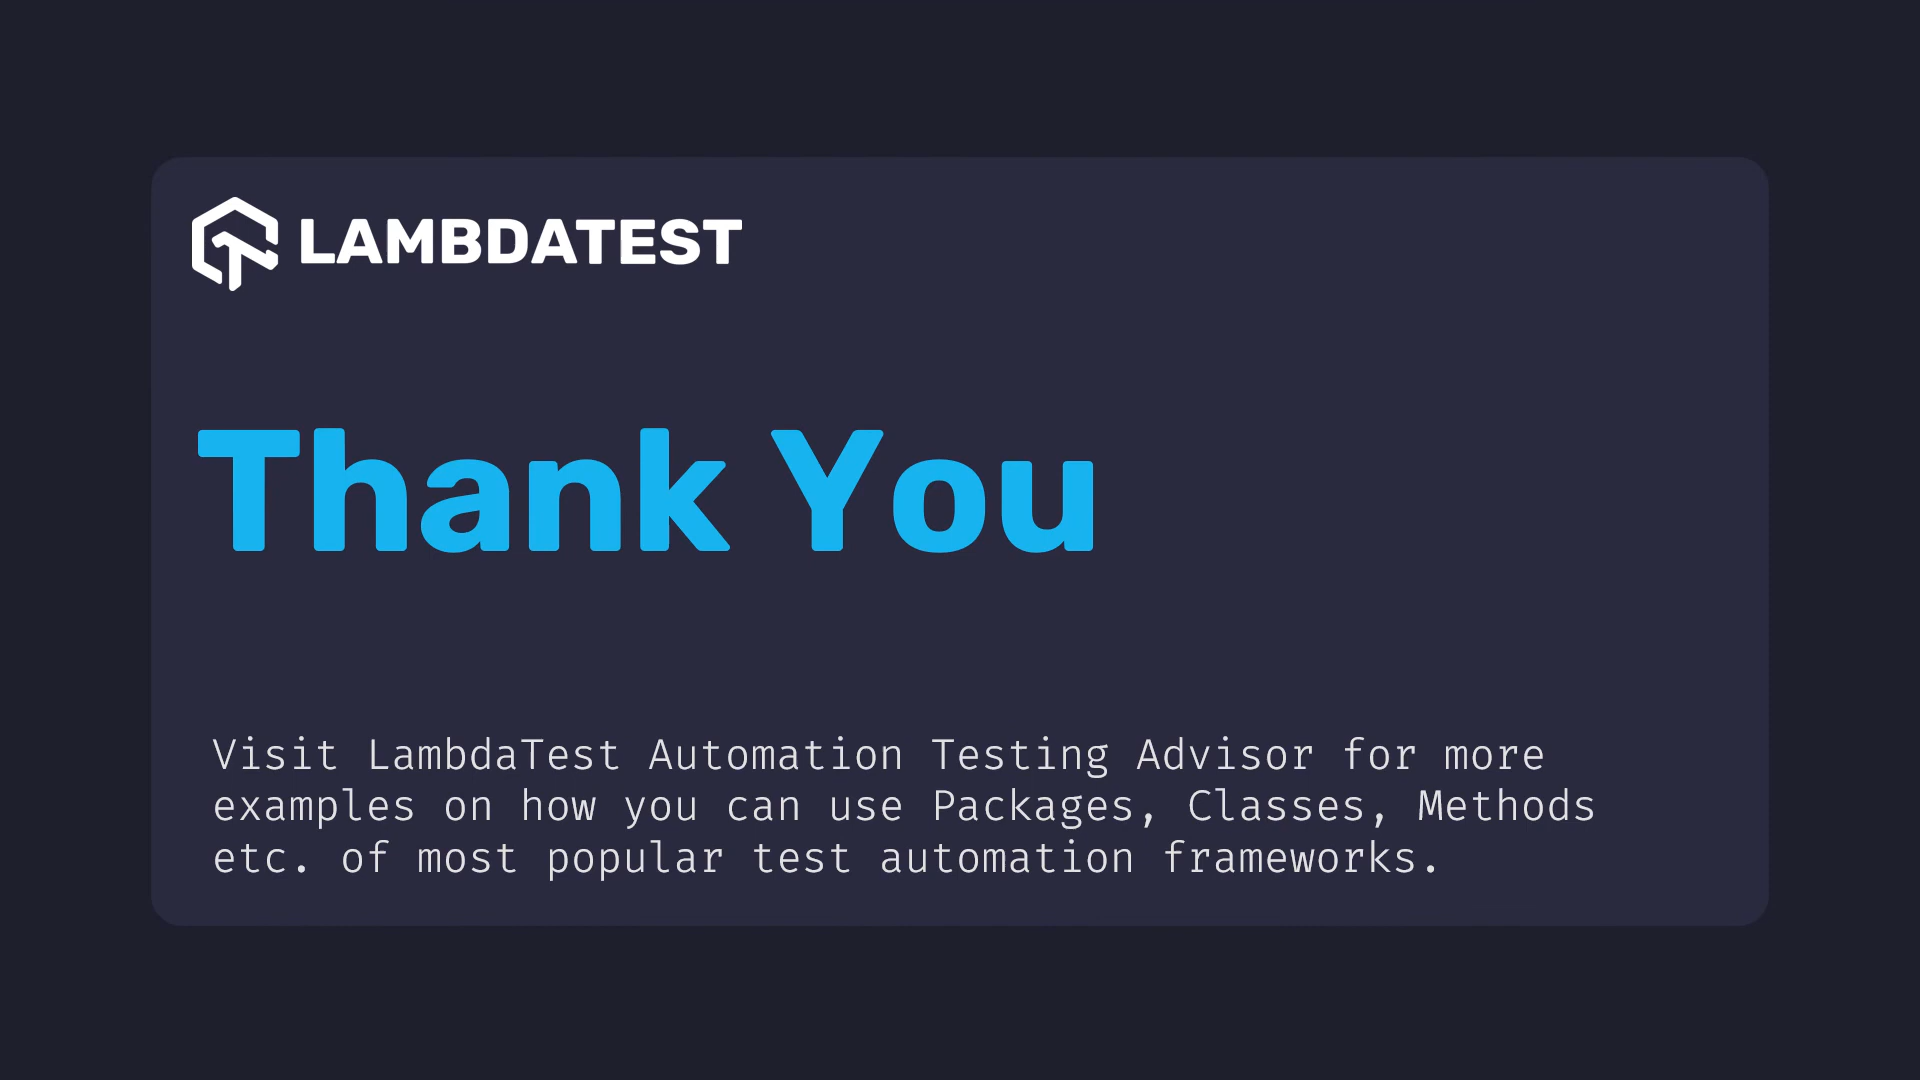 LAMBDATEST
Thank You
Visit LambdaTest Automation Testing Advisor for more
examples on how you can use Packages, Classes, Methods
etc. of most popular test automation frameworks.